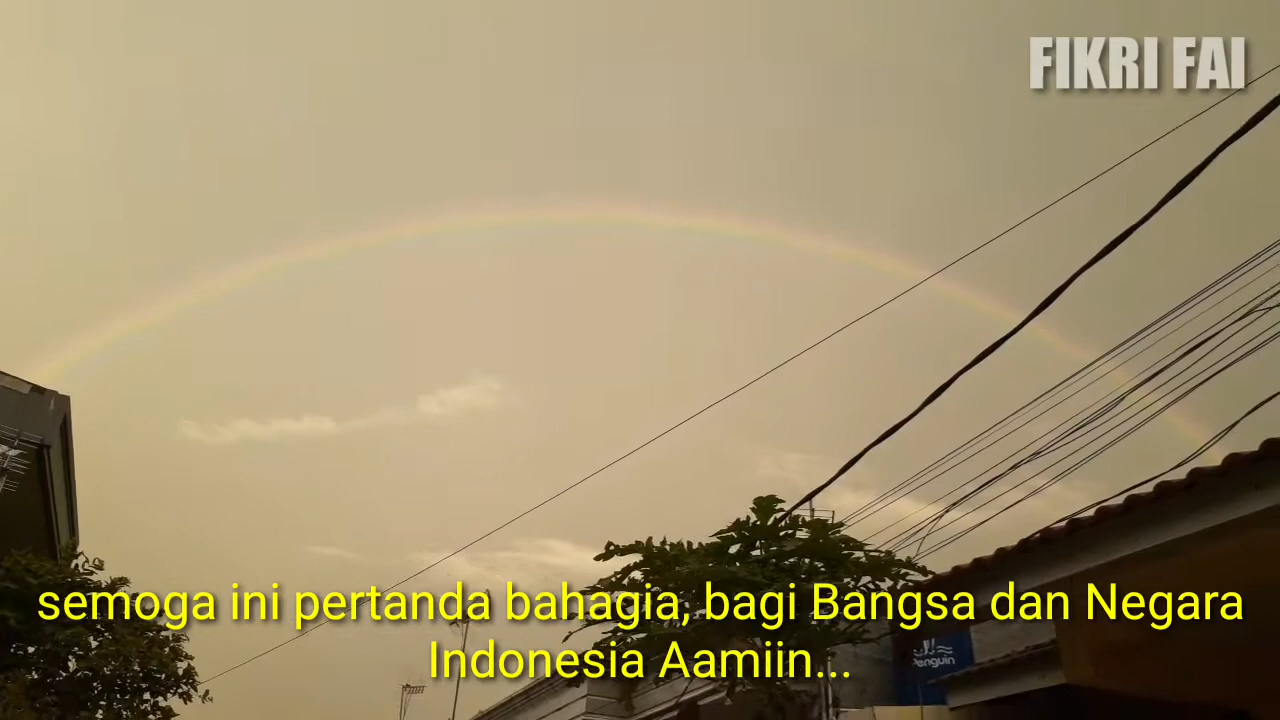 FIKRI FAI
semoga ini pertanda bahagia, bagi Bangsa dan Negara
Indonesia Aamiin...
Penguin